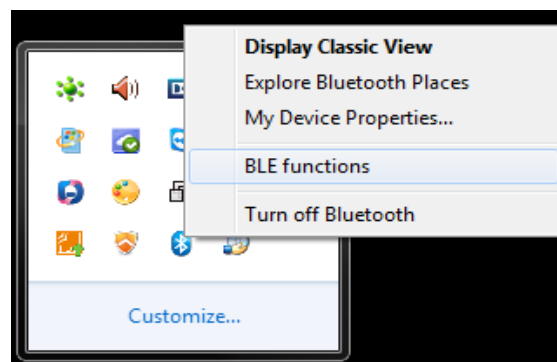 Display Classic View
Explore Bluetooth Places
My Device Properties...
BLE functions
Turn off Bluetooth
Customize...